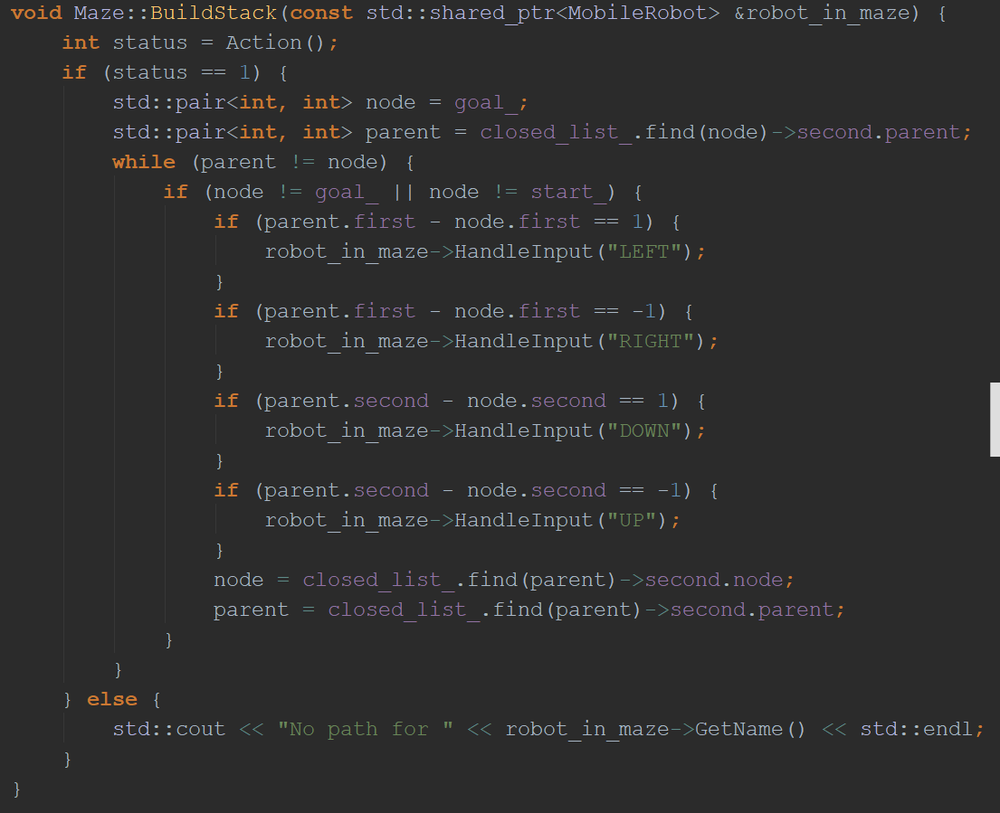 void Maze::BuildStack(const std::shared_ptr<MobileRobot> &robot_in_maze) {
    int status = Action();
    if (status == 1) {
        std::pair<int, int> node = goal_;
        std::pair<int, int> parent = closed_list_.find(node)->second.parent;
        while (parent != node) {
            if (node != goal_ || node != start_) {
                if (parent.first - node.first == 1) {
                    robot_in_maze->HandleInput("LEFT");
                }
                if (parent.first - node.first == -1) {
                    robot_in_maze->HandleInput("RIGHT");
                }
                if (parent.second - node.second == 1) {
                    robot_in_maze->HandleInput("DOWN");
                }
                if (parent.second - node.second == -1) {
                    robot_in_maze->HandleInput("UP");
                }
                node = closed_list_.find(parent)->second.node;
                parent = closed_list_.find(parent)->second.parent;
            }
        }
    } else {
        std::cout << "No path for " << robot_in_maze->GetName() << std::endl;
    }
}